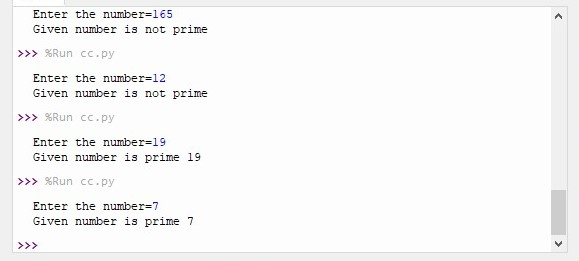 Enter the number=165
Given number is not prime
>>> %Run cc.py
Enter the number=12
Given number is not prime
>>> %Run cc.py
Enter the number=19
Given number is prime 19
>>> %Run cc.py
Enter the number=7
Given number is prime 7
>>>